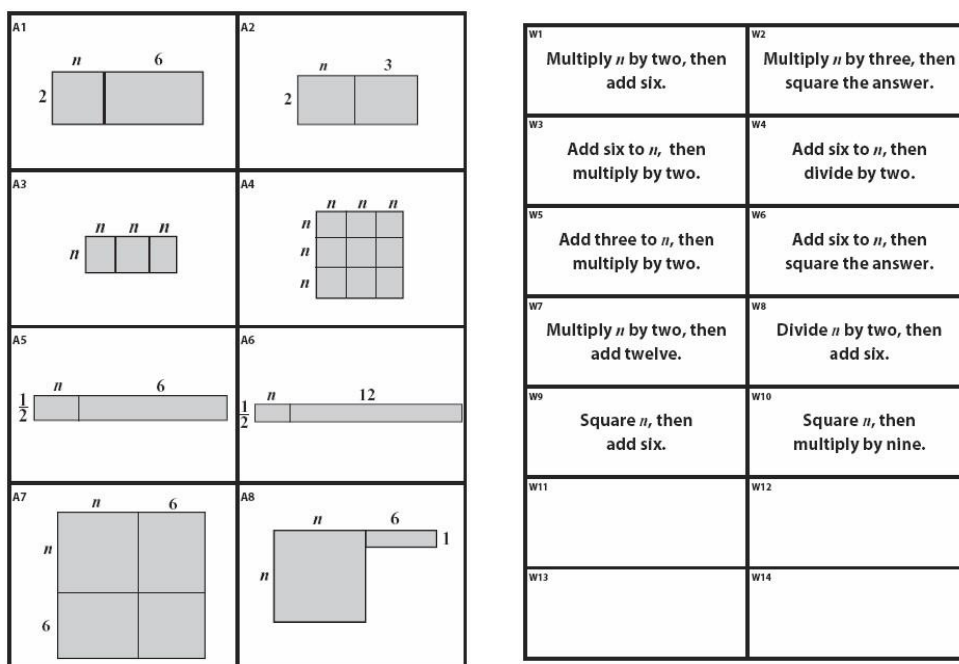 A1
n 6
2
A2
n 3
2
A3
n n n
n
A4
n n n
n
n
n
A5
n 6
1/2
A6
n 12
1/2
A7
n 6
n
6
A8
n 6
1
n
W1
Multiply n by two, then
add six.
W2
Multiply n by three, then
square the answer.
W3
Add six to n, then
multiply by two.
W4
Add six to n, then
divide by two.
W5
Add three to n, then
multiply by two.
W6
Add six to n, then
square the answer.
W7
Multiply n by two, then
add twelve.
W8
Divide n by two, then
add six.
W9
Square n, then
add six.
W10
Square n, then
multiply by nine.
W11
W12
W13
W14